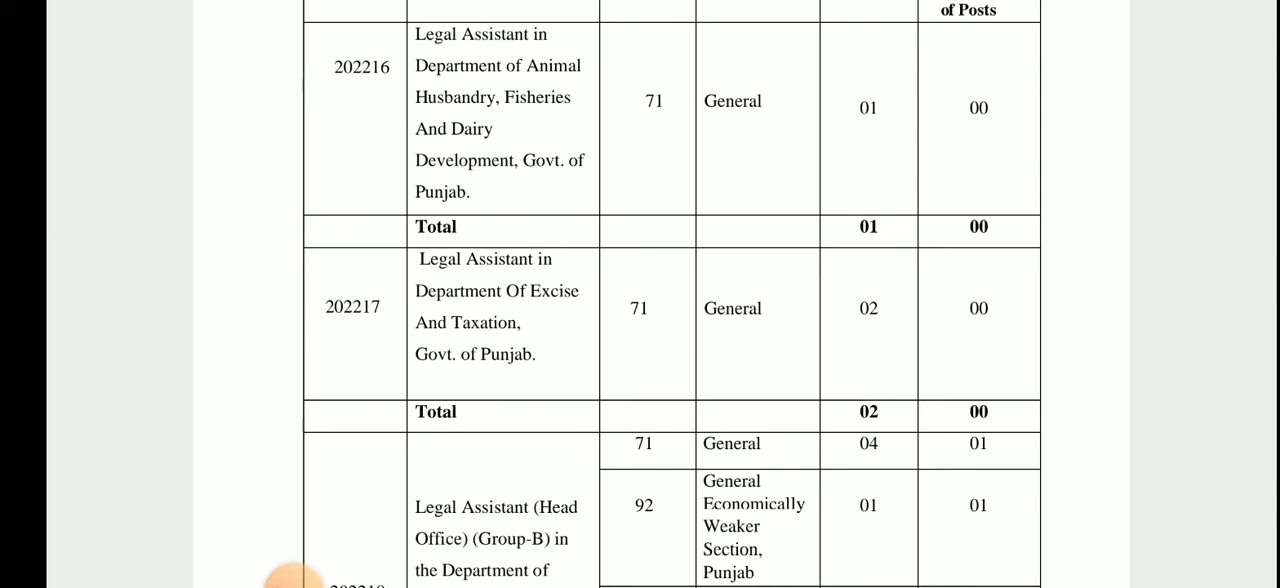 of Posts
202216
Legal Assistant in
Department of Animal
Husbandry, Fisheries
And Dairy
Development, Govt. of
Punjab.
71
General
01
00
Total
01
00
202217
Legal Assistant in
Department Of Excise
And Taxation,
Govt. of Punjab.
71
General
02
00
Total
02
00
Legal Assistant (Head
Office) (Group-B) in
the Department of
71
General
04
01
92
General
Economically
Weaker
Section,
Punjab
01
01